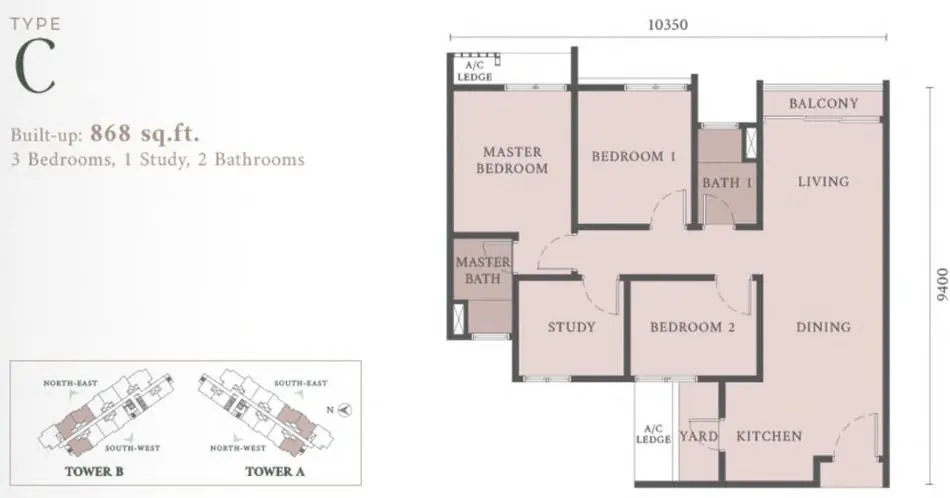 TYPE
C
Built-up: 868 sq.ft.
3 Bedrooms, 1 Study, 2 Bathrooms
10350
A/C
LEDGE
BALCONY
MASTER
BEDROOM
BEDROOM 1
BATH 1
LIVING
MASTER
BATH
9400
STUDY
BEDROOM 2
DINING
A/C
LEDGE
YARD
KITCHEN
NORTH-EAST
SOUTH-WEST
TOWER B
SOUTH-EAST
N
NORTH-WEST
TOWER A